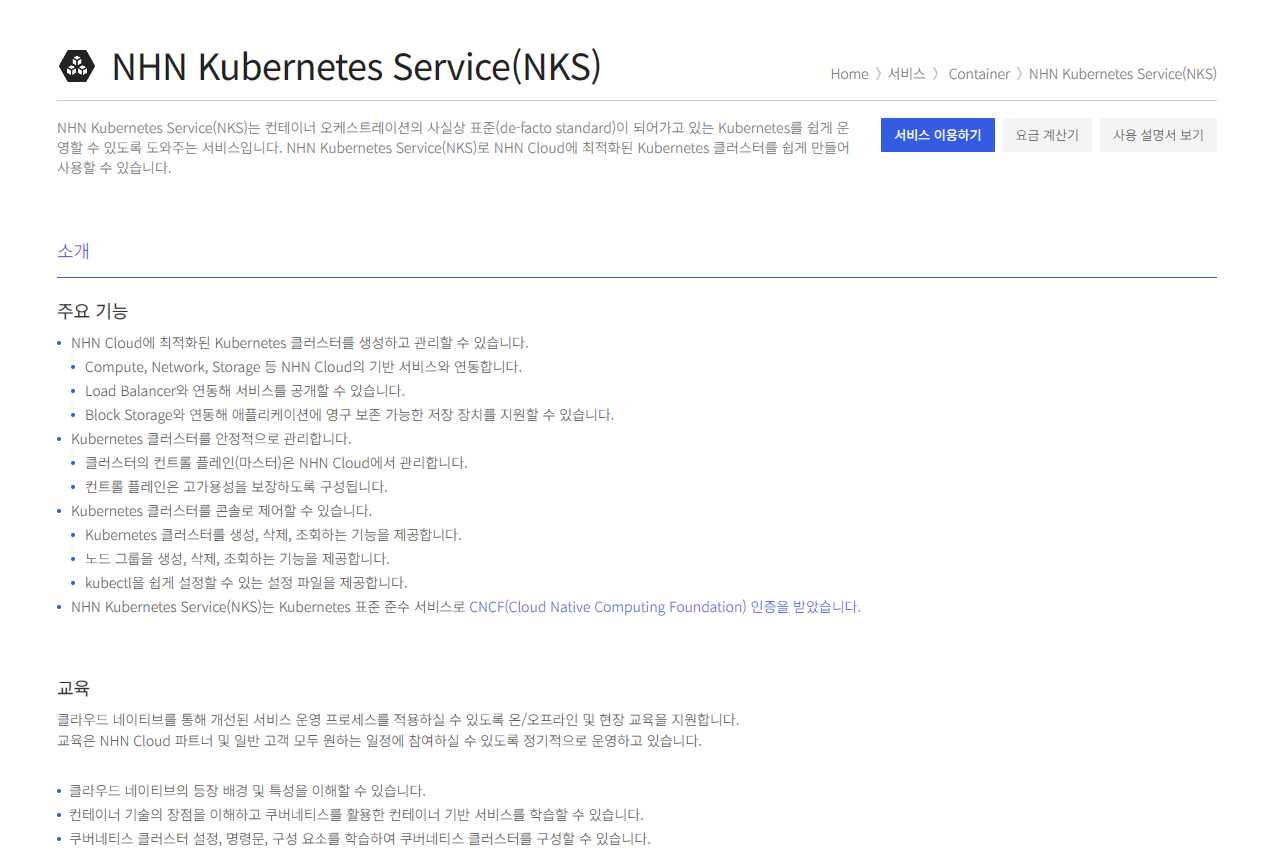 NHN Kubernetes Service(NKS)
Home 〉서비스 〉 Container 〉NHN Kubernetes Service(NKS)
NHN Kubernetes Service(NKS)는 컨테이너 오케스트레이션의 사실상 표준(de-facto standard)이 되어가고 있는 Kubernetes를 쉽게 운
영할 수 있도록 도와주는 서비스입니다. NHN Kubernetes Service(NKS)로 NHN Cloud에 최적화된 Kubernetes 클러스터를 쉽게 만들어
사용할 수 있습니다.
서비스 이용하기 요금 계산기 사용 설명서 보기
소개
주요 기능
• NHN Cloud에 최적화된 Kubernetes 클러스터를 생성하고 관리할 수 있습니다.
• Compute, Network, Storage 등 NHN Cloud의 기반 서비스와 연동합니다.
• Load Balancer와 연동해 서비스를 공개할 수 있습니다.
• Block Storage와 연동해 애플리케이션에 영구 보존 가능한 저장 장치를 지원할 수 있습니다.
• Kubernetes 클러스터를 안정적으로 관리합니다.
• 클러스터의 컨트롤 플레인(마스터)은 NHN Cloud에서 관리합니다.
• 컨트롤 플레인은 고가용성을 보장하도록 구성됩니다.
• Kubernetes 클러스터를 콘솔로 제어할 수 있습니다.
• Kubernetes 클러스터를 생성, 삭제, 조회하는 기능을 제공합니다.
• 노드 그룹을 생성, 삭제, 조회하는 기능을 제공합니다.
• kubectl을 쉽게 설정할 수 있는 설정 파일을 제공합니다.
• NHN Kubernetes Service(NKS)는 Kubernetes 표준 준수 서비스로 CNCF(Cloud Native Computing Foundation) 인증을 받았습니다.
교육
클라우드 네이티브를 통해 개선된 서비스 운영 프로세스를 적용하실 수 있도록 온/오프라인 및 현장 교육을 지원합니다.
교육은 NHN Cloud 파트너 및 일반 고객 모두 원하는 일정에 참여하실 수 있도록 정기적으로 운영하고 있습니다.
• 클라우드 네이티브의 등장 배경 및 특성을 이해할 수 있습니다.
• 컨테이너 기술의 장점을 이해하고 쿠버네티스를 활용한 컨테이너 기반 서비스를 학습할 수 있습니다.
• 쿠버네티스 클러스터 설정, 명령문, 구성 요소를 학습하여 쿠버네티스 클러스터를 구성할 수 있습니다.